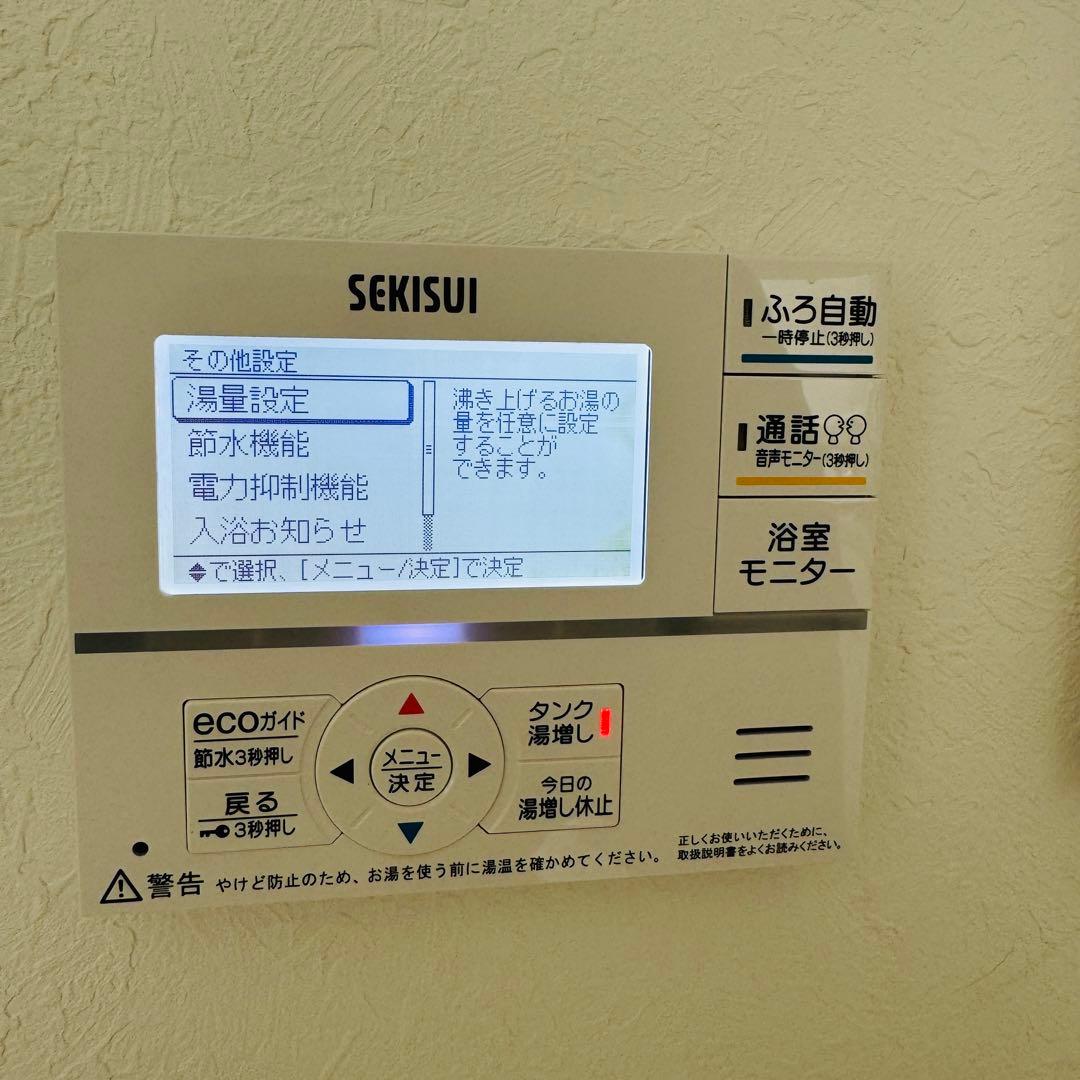 SEKISUI
その他設定
湯量設定
節水機能
電力抑制機能
入浴お知らせ
沸き上げるお湯の
量を任意に設定
することが
できます。
で選択、[メニュー/決定]で決定
ふろ自動
一時停止(3秒押し)
通話
音声モニター(3秒押し)
浴室
モニター
ecoガイド
節水3秒押し
戻る
3秒押し
メニュー
決定
タンク
湯増し
今日の
湯増し休止
警告 やけど防止のため、お湯を使う前に湯温を確かめてください。
正しくお使いいただくために、
取扱説明書をよくお読みください。